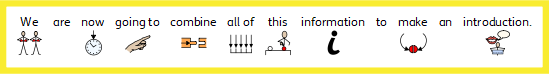 We are now going to combine all of this information to make an introduction.